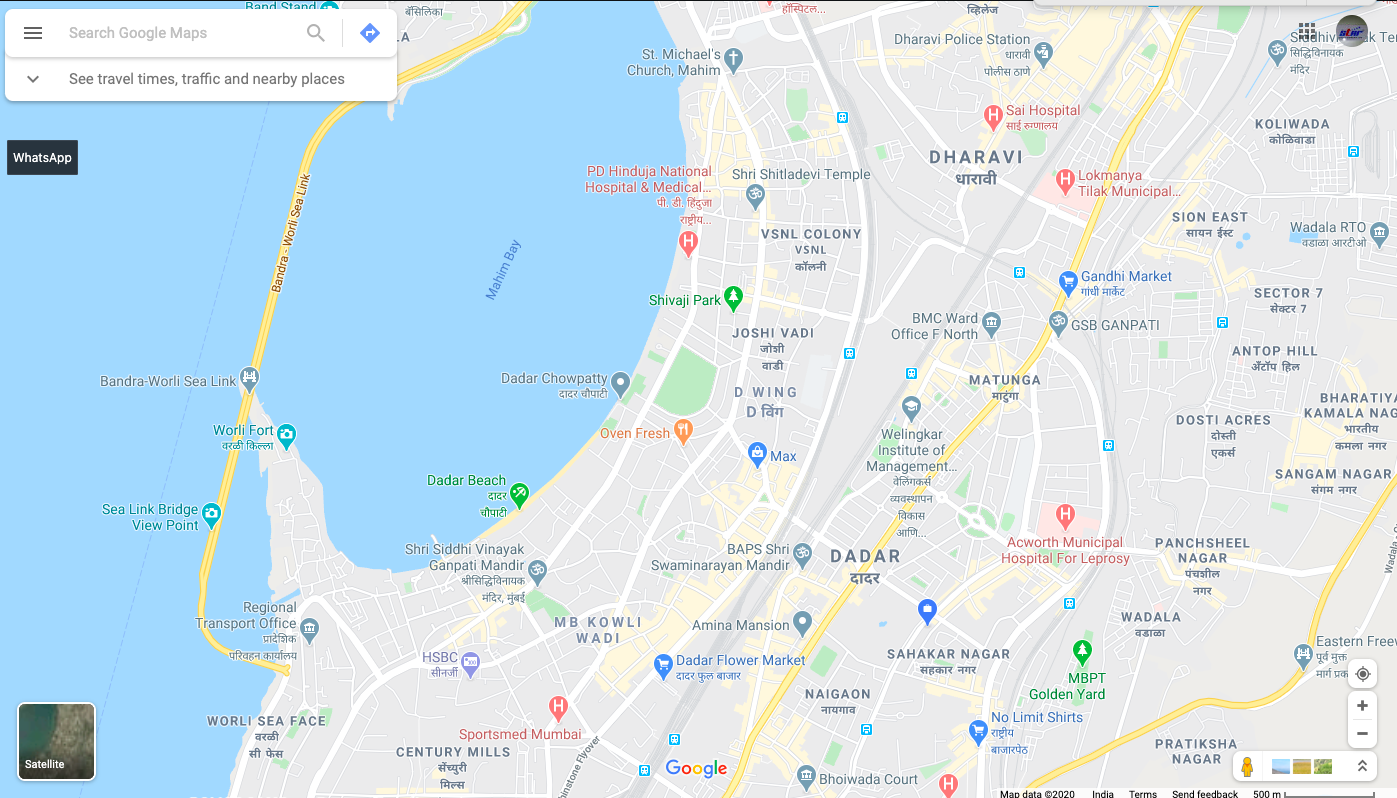 Band Stand
बॅसिलिका
हॉस्पिटल...
व्हिलेज
Search Google Maps
See travel times, traffic and nearby places
WhatsApp
St. Michael's
Church, Mahim
Dharavi Police Station
धारावी
पोलीस ठाणे
सिद्धिविनायक
मंदिर
Sai Hospital
साई रुग्णालय
KOLIWADA
कोळिवाडा
DHARAVI
धारावी
PD Hinduja National
Hospital & Medical...
पी. डी. हिंदुजा
राष्ट्रीय...
Shri Shitladevi Temple
Lokmanya
Tilak Municipal...
Bandra - Worli Sea Link
Mahim Bay
VSNL COLONY
VSNL
कॉलनी
SION EAST
सायन ईस्ट
Wadala RTO
वडाळा आरटीओ
Gandhi Market
गांधी मार्केट
SECTOR 7
सेक्टर 7
Shivaji Park
JOSHI VADI
जोशी
वाडी
BMC Ward
Office F North
GSB GANPATI
ANTOP HILL
अँटॉप हिल
Bandra-Worli Sea Link
Dadar Chowpatty
दादर चौपाटी
D WING
D विंग
MATUNGA
माटुंगा
BHARATIYA
KAMALA NAGAR
भारतीय
कमला नगर
DOSTI ACRES
दोस्ती
एकर्स
Worli Fort
वरळी किल्ला
Oven Fresh
Max
Welingkar
Institute of
Management...
वेलिंगकर्स
व्यवस्थापन
विकास
आणि...
SANGAM NAGAR
संगम नगर
Dadar Beach
दादर
चौपाटी
Sea Link Bridge
View Point
Acworth Municipal
Hospital For Leprosy
PANCHSHEEL
NAGAR
पंचशील
नगर
Wadala
Shri Siddhi Vinayak
Ganpati Mandir
श्रीसिद्धिविनायक
मंदिर, मुंबई
BAPS Shri
Swaminarayan Mandir
DADAR
दादर
Regional
Transport Office
प्रादेशिक
परिवहन कार्यालय
MB KOWLI
WADI
Amina Mansion
WADALA
वडाळा
SAHAKAR NAGAR
सहकार नगर
Eastern Freew
पूर्व मुक्त
मार्ग
HSBC
सीनर्जी
Dadar Flower Market
दादर फुल बाजार
MBPT
Golden Yard
NAIGAON
नायगाव
WORLI SEA FACE
वरळी
सी फेस
Sportsmed Mumbai
No Limit Shirts
राष्ट्रीय
बाजारपेठ
CENTURY MILLS
सेंच्युरी
मिल्स
PRATIKSHA
NAGAR
Satellite
Google
Bhoiwada Court
Map data ©2020 India Terms Send feedback 500 m